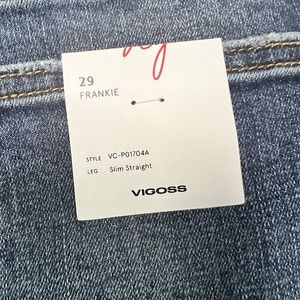 29
FRANKIE
STYLE VC-P01704A
LEG Slim Straight
VIGOSS